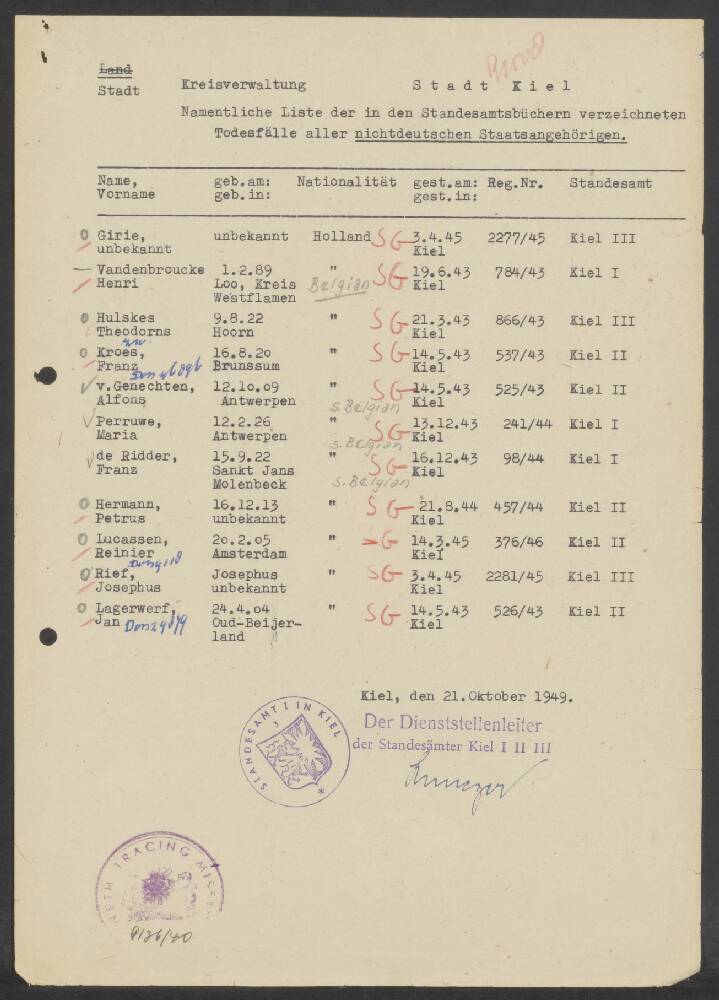 Land
Stadt Kreisverwaltung Stadt Kiel
Namentliche Liste der in den Standesamtsbüchern verzeichneten
Todesfälle aller nichtdeutschen Staatsangehörigen.
Name, geb.am: Nationalität gest.am: Reg.Nr. Standesamt
Vorname geb.in: gest.in:
O Girie, unbekannt Holland SG 3.4.45 2277/45 Kiel III
unbekannt Kiel
— Vandenbroucke 1.2.89 " SG 19.6.43 784/43 Kiel I
Henri Loo, Kreis Belgian Kiel
Westflamen
O Hulskes 9.8.22 " SG 21.3.43 866/43 Kiel III
Theodorns Hoorn Kiel
O Kroes, 16.8.20 " SG 14.5.43 537/43 Kiel II
Franz Brunssum Kiel
v.Genechten, 12.10.09 " SG 14.5.43 525/43 Kiel II
Alfons Antwerpen s. Belgian Kiel
Perruwe, 12.2.26 " SG 13.12.43 241/44 Kiel I
Maria Antwerpen s. Belgian Kiel
de Ridder, 15.9.22 " SG 16.12.43 98/44 Kiel I
Franz Sankt Jans Kiel
Molenbeck s. Belgian
O Hermann, 16.12.13 " SG 21.8.44 457/44 Kiel II
Petrus unbekannt Kiel
O Lucassen, 20.2.05 " SG 14.3.45 376/46 Kiel II
Reinier Amsterdam Kiel
O Rief, Josephus " SG 3.4.45 2281/45 Kiel III
Josephus unbekannt Kiel
O Lagerwerf, 24.4.04 " SG 14.5.43 526/43 Kiel II
Jan Oud-Beijer- Kiel
land
Kiel, den 21.Oktober 1949.
STANDESAMT I IN KIEL
Der Dienststellenleiter
der Standesämter Kiel I II III
NETH TRACING MISSION